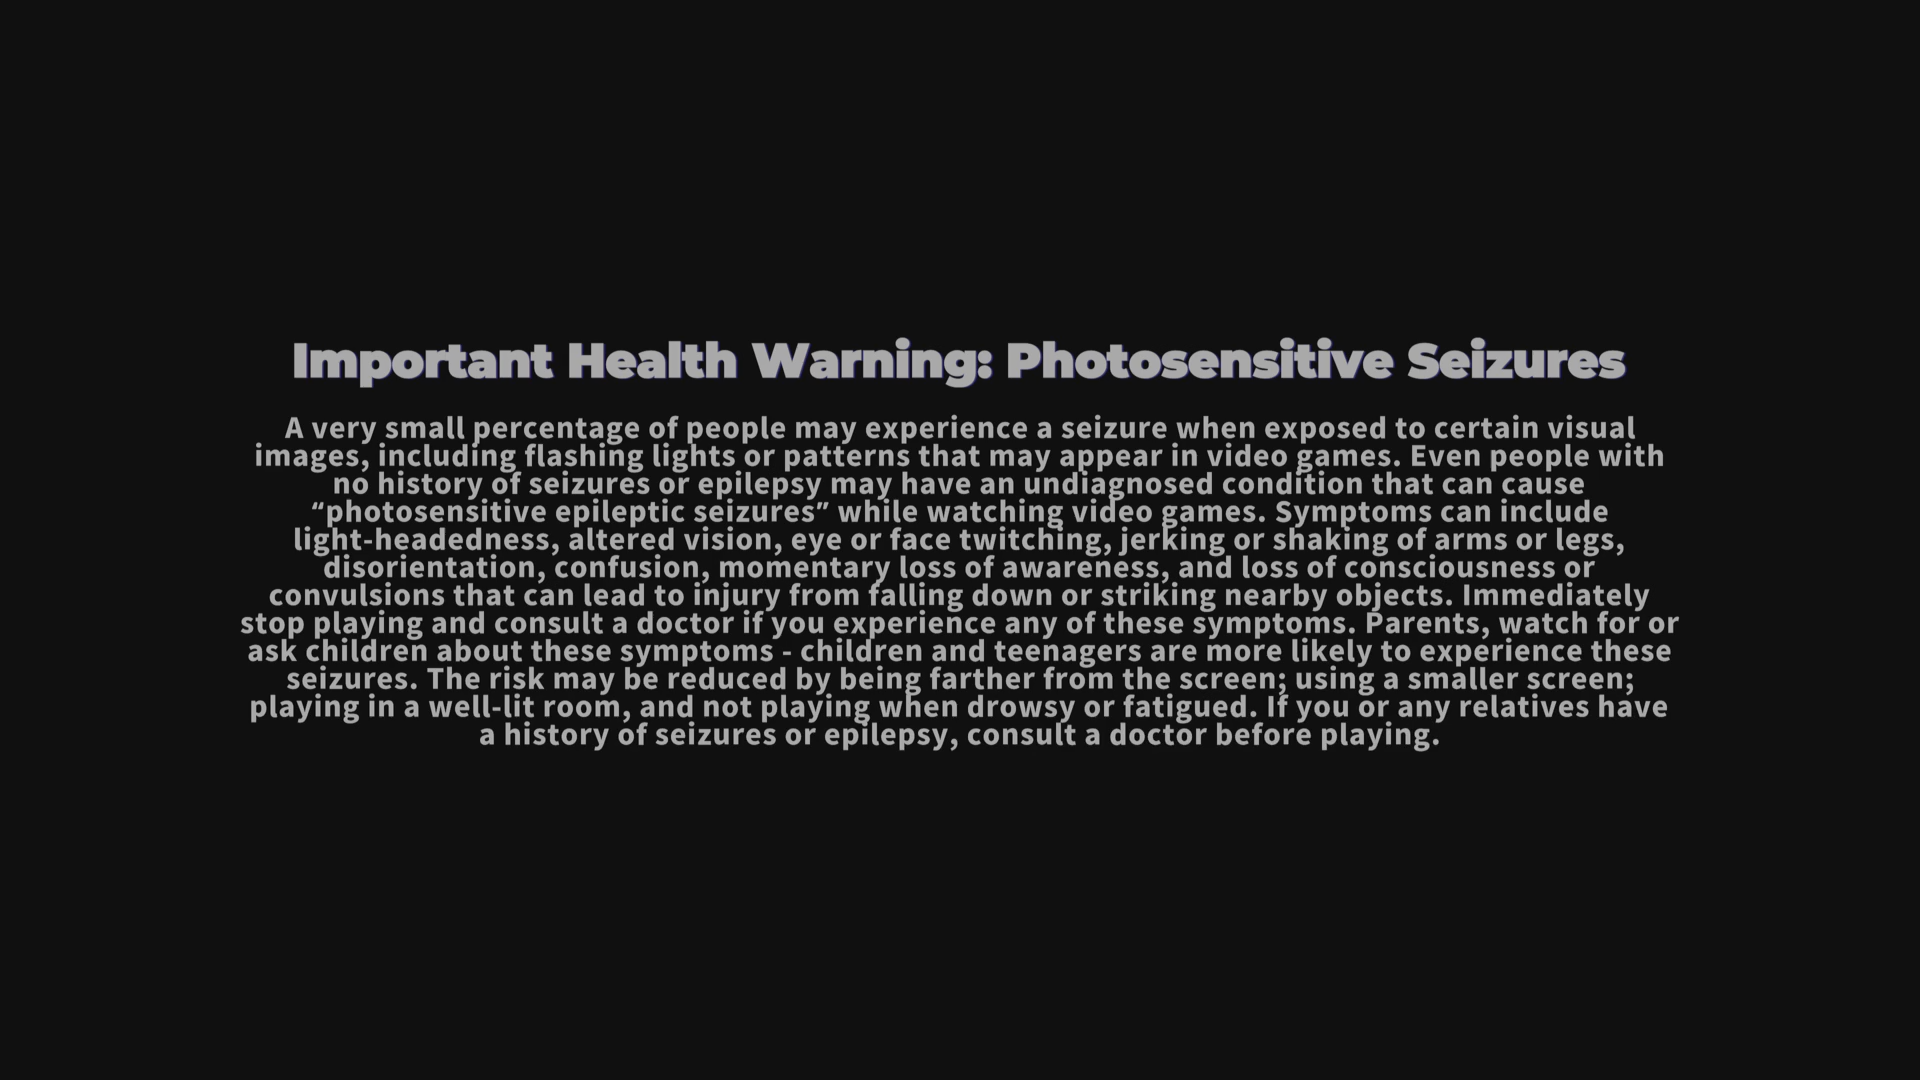 Important Health Warning: Photosensitive Seizures
A very small percentage of people may experience a seizure when exposed to certain visual
images, including flashing lights or patterns that may appear in video games. Even people with
no history of seizures or epilepsy may have an undiagnosed condition that can cause
“photosensitive epileptic seizures” while watching video games. Symptoms can include
light-headedness, altered vision, eye or face twitching, jerking or shaking of arms or legs,
disorientation, confusion, momentary loss of awareness, and loss of consciousness or
convulsions that can lead to injury from falling down or striking nearby objects. Immediately
stop playing and consult a doctor if you experience any of these symptoms. Parents, watch for or
ask children about these symptoms - children and teenagers are more likely to experience these
seizures. The risk may be reduced by being farther from the screen; using a smaller screen;
playing in a well-lit room, and not playing when drowsy or fatigued. If you or any relatives have
a history of seizures or epilepsy, consult a doctor before playing.